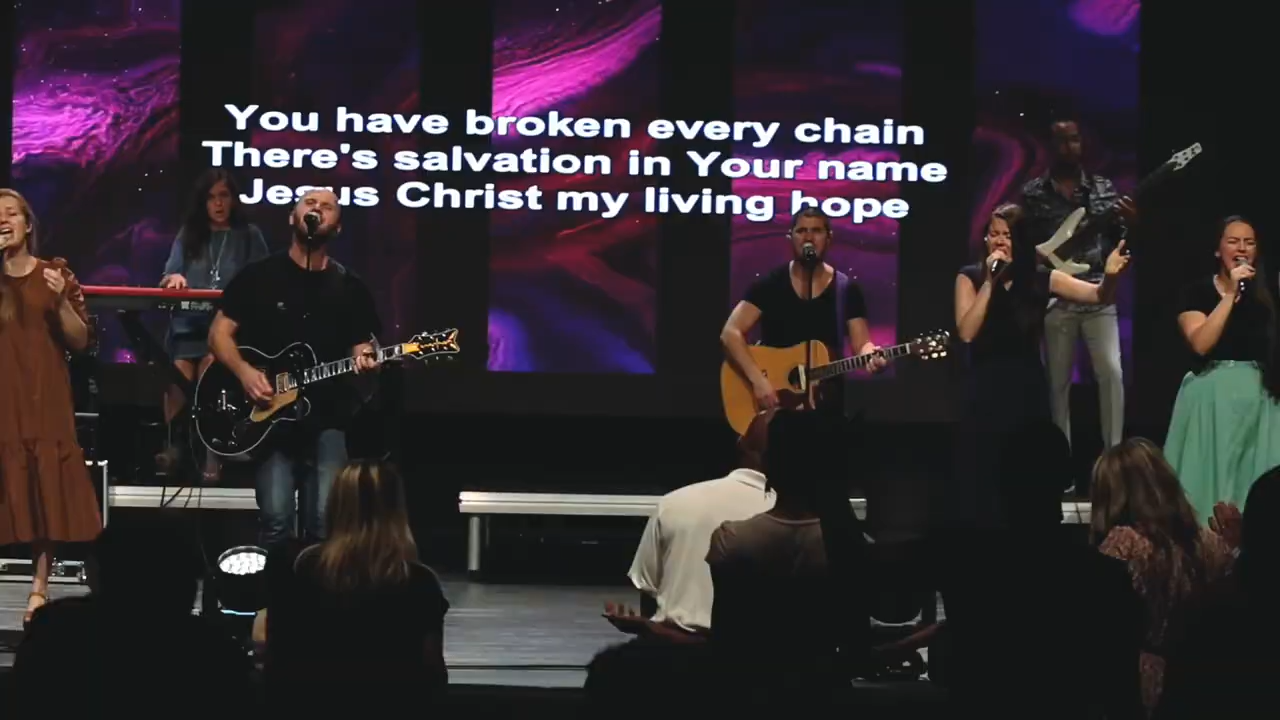 You have broken every chain
There's salvation in Your name
Jesus Christ my living hope